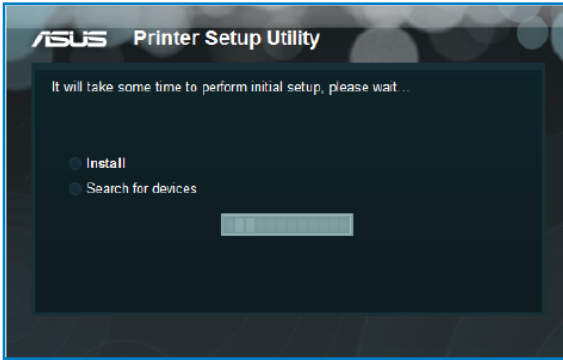 ASUS Printer Setup Utility
It will take some time to perform initial setup, please wait...
Install
Search for devices